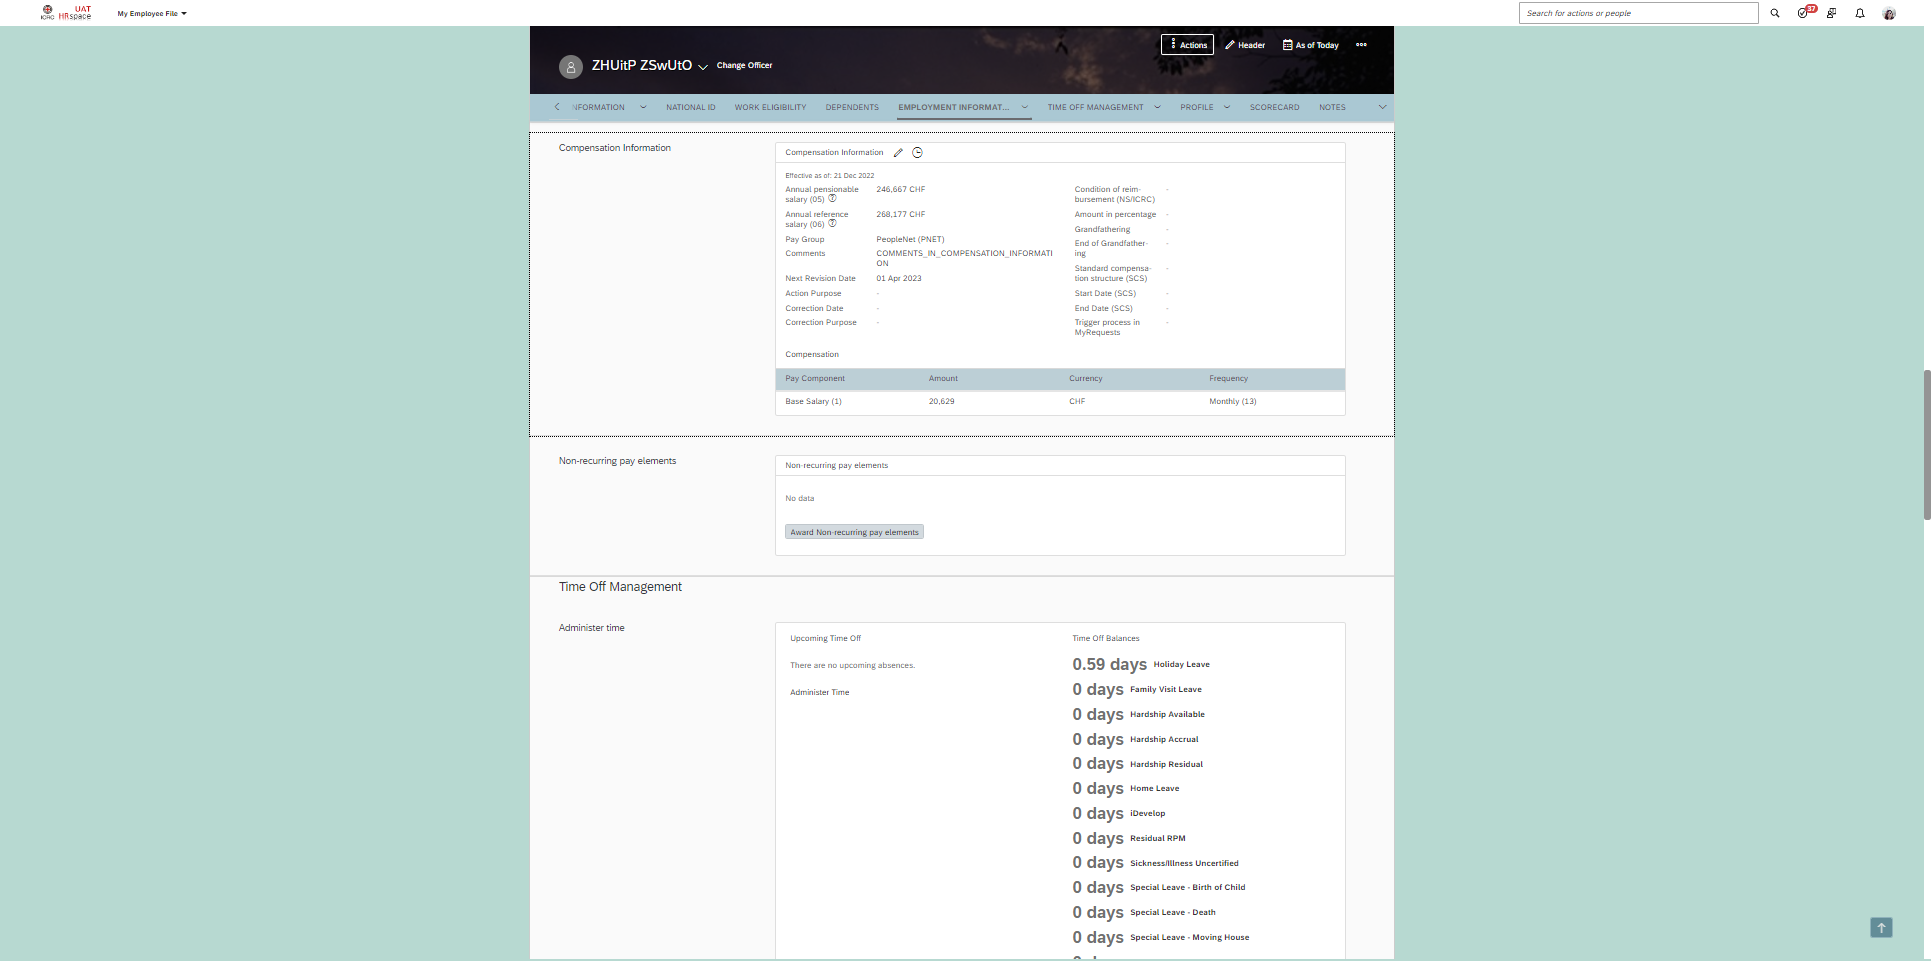 ICRC UAT HRspace
My Employee File
Search for actions or people
37
ZHUitP ZSwUtO
Change Officer
Actions
Header
As of Today
NFORMATION
NATIONAL ID
WORK ELIGIBILITY
DEPENDENTS
EMPLOYMENT INFORMAT...
TIME OFF MANAGEMENT
PROFILE
SCORECARD
NOTES
Compensation Information
Compensation Information
Effective as of: 21 Dec 2022
Annual pensionable
salary (05)
246,667 CHF
Annual reference
salary (06)
268,177 CHF
Pay Group
PeopleNet (PNET)
Comments
COMMENTS_IN_COMPENSATION_INFORMATI
ON
Next Revision Date
01 Apr 2023
Action Purpose
-
Correction Date
-
Correction Purpose
-
Condition of reim-
bursement (NS/ICRC)
-
Amount in percentage
-
Grandfathering
-
End of Grandfather-
ing
-
Standard compensa-
tion structure (SCS)
-
Start Date (SCS)
-
End Date (SCS)
-
Trigger process in
MyRequests
-
Compensation
Pay Component
Amount
Currency
Frequency
Base Salary (1)
20,629
CHF
Monthly (13)
Non-recurring pay elements
Non-recurring pay elements
No data
Award Non-recurring pay elements
Time Off Management
Administer time
Upcoming Time Off
There are no upcoming absences.
Administer Time
Time Off Balances
0.59 days Holiday Leave
0 days Family Visit Leave
0 days Hardship Available
0 days Hardship Accrual
0 days Hardship Residual
0 days Home Leave
0 days iDevelop
0 days Residual RPM
0 days Sickness/Illness Uncertified
0 days Special Leave - Birth of Child
0 days Special Leave - Death
0 days Special Leave - Moving House